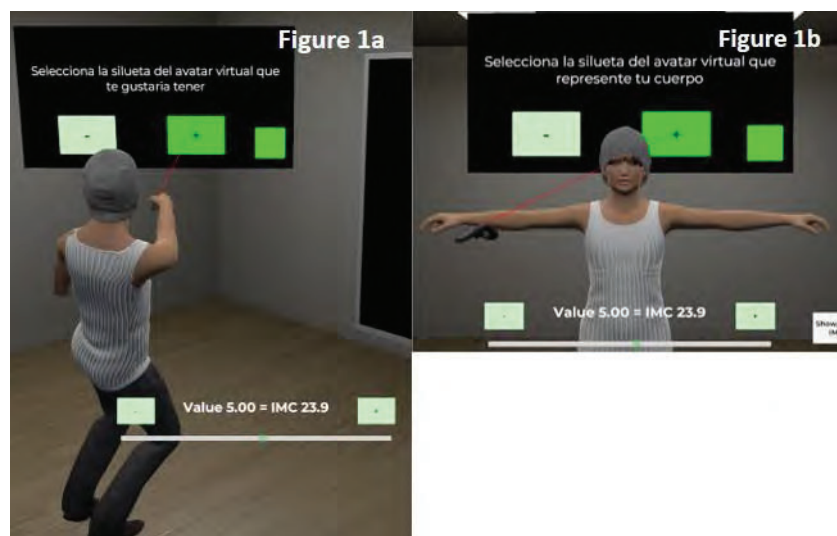 Figure 1a
Selecciona la silueta del avatar virtual que
te gustaria tener
-
+
Value 5.00 = IMC 23.9
-
+
Figure 1b
Selecciona la silueta del avatar virtual que
represente tu cuerpo
-
+
Value 5.00 = IMC 23.9
-
+